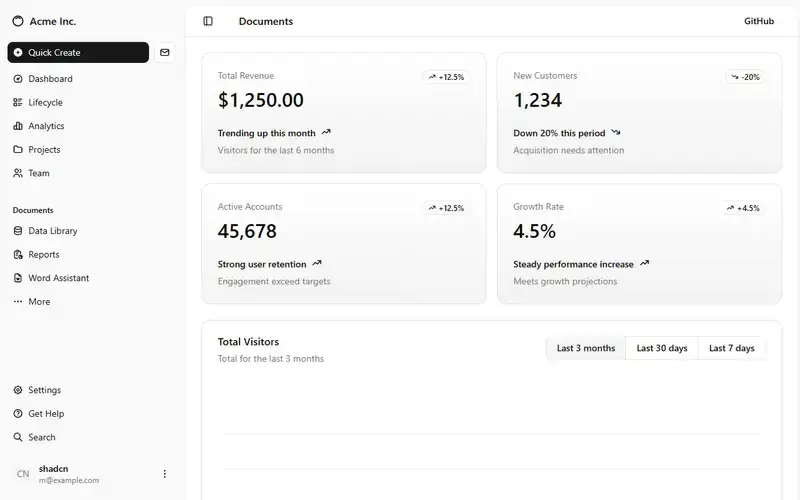 Acme Inc.
Quick Create
Dashboard
Lifecycle
Analytics
Projects
Team
Documents
Data Library
Reports
Word Assistant
More
Settings
Get Help
Search
CN
shadcn
m@example.com
Documents
GitHub
Total Revenue
+12.5%
$1,250.00
Trending up this month
Visitors for the last 6 months
New Customers
-20%
1,234
Down 20% this period
Acquisition needs attention
Active Accounts
+12.5%
45,678
Strong user retention
Engagement exceed targets
Growth Rate
+4.5%
4.5%
Steady performance increase
Meets growth projections
Total Visitors
Total for the last 3 months
Last 3 months
Last 30 days
Last 7 days